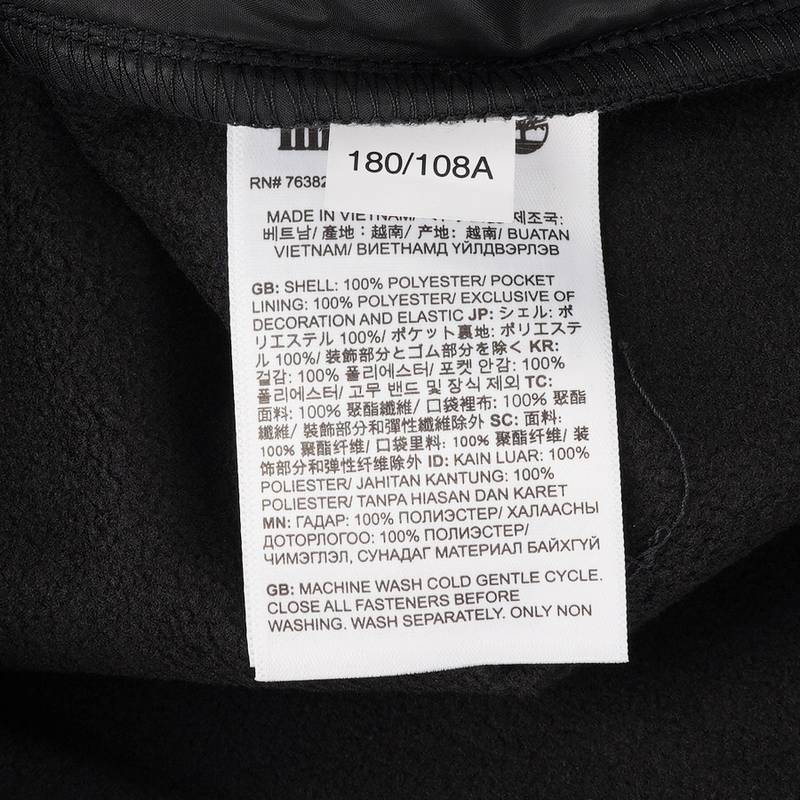 180/108A
RN# 7638
MADE IN VIETNAM/ 제조국:
베트남/ 產地: 越南/ 产地: 越南/ BUATAN
VIETNAM/ ВИЕТНАМД ҮЙЛДВЭРЛЭВ
GB: SHELL: 100% POLYESTER/ POCKET
LINING: 100% POLYESTER/ EXCLUSIVE OF
DECORATION AND ELASTIC JP: シェル: ポ
リエステル 100%/ ポケット裏地: ポリエステ
ル 100%/ 装飾部分とゴム部分を除く KR:
겉감: 100% 폴리에스터/ 포켓 안감: 100%
폴리에스터/ 고무 밴드 및 장식 제외 TC:
面料: 100% 聚酯纖維/ 口袋裡布: 100% 聚酯
纖維/ 裝飾部分和彈性纖維除外 SC: 面料:
100% 聚酯纤维/ 口袋里料: 100% 聚酯纤维/ 装
饰部分和弹性纤维除外 ID: KAIN LUAR: 100%
POLIESTER/ JAHITAN KANTUNG: 100%
POLIESTER/ TANPA HIASAN DAN KARET
MN: ГАДАР: 100% ПОЛИЭСТЕР/ ХАЛААСНЫ
ДОТОРЛОГОО: 100% ПОЛИЭСТЕР/
ЧИМЭГЛЭЛ, СУНАДАГ МАТЕРИАЛ БАЙХГҮЙ
GB: MACHINE WASH COLD GENTLE CYCLE.
CLOSE ALL FASTENERS BEFORE
WASHING. WASH SEPARATELY. ONLY NON